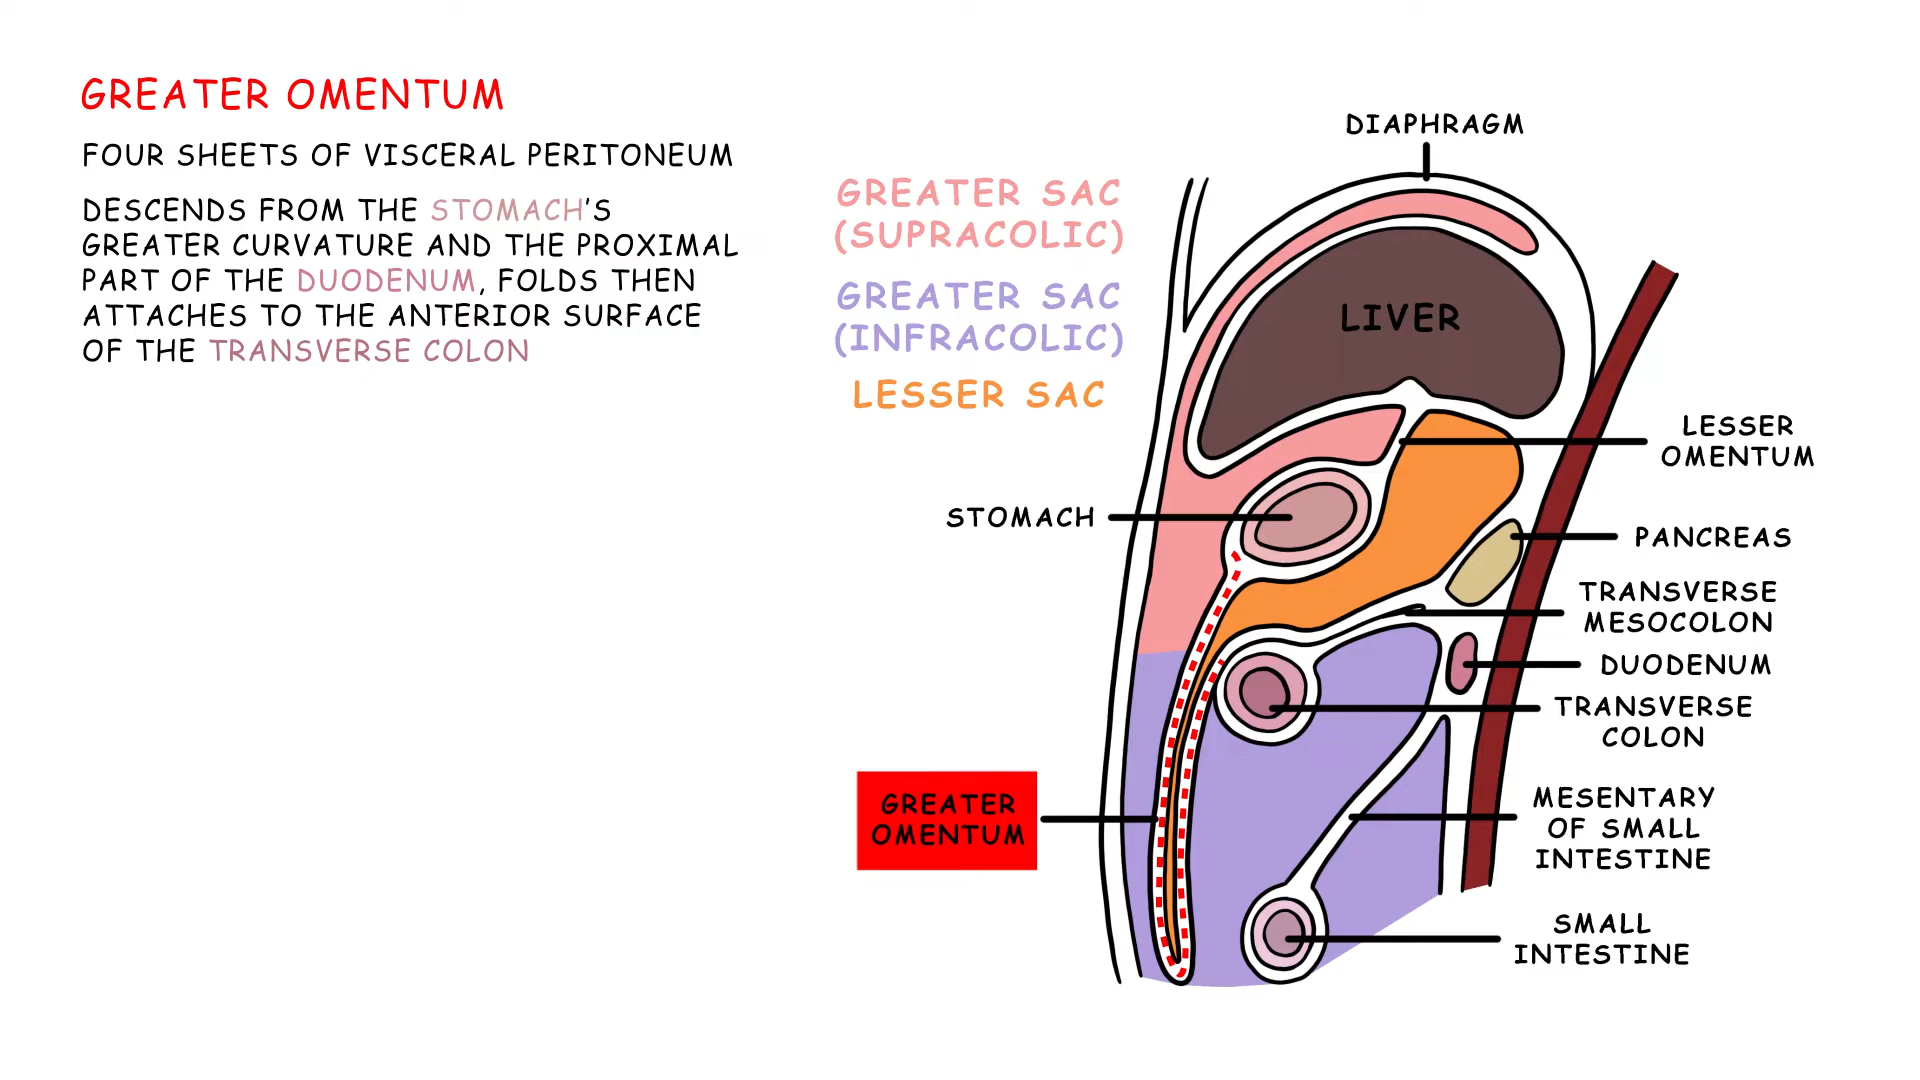 GREATER OMENTUM
FOUR SHEETS OF VISCERAL PERITONEUM
DESCENDS FROM THE STOMACH'S
GREATER CURVATURE AND THE PROXIMAL
PART OF THE DUODENUM, FOLDS THEN
ATTACHES TO THE ANTERIOR SURFACE
OF THE TRANSVERSE COLON
GREATER SAC
(SUPRACOLIC)
GREATER SAC
(INFRACOLIC)
LESSER SAC
DIAPHRAGM
LIVER
LESSER
OMENTUM
STOMACH
PANCREAS
TRANSVERSE
MESOCOLON
DUODENUM
TRANSVERSE
COLON
GREATER
OMENTUM
MESENTARY
OF SMALL
INTESTINE
SMALL
INTESTINE